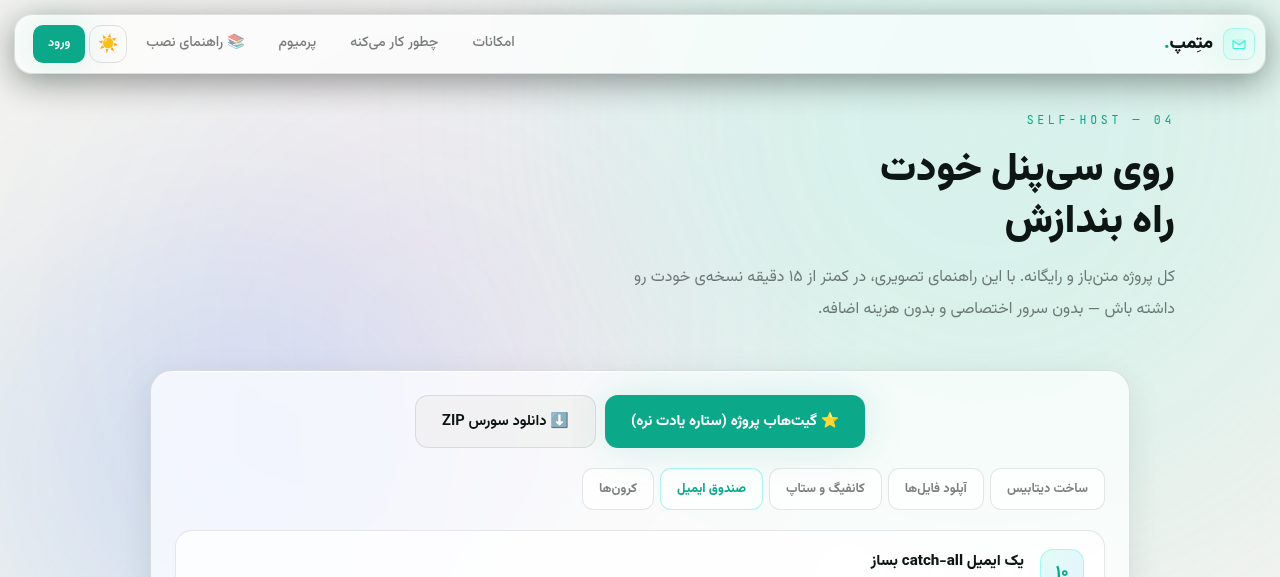 متِمپ.
امکانات
چطور کار می‌کنه
پرمیوم
📚 راهنمای نصب
☀️
ورود
SELF-HOST — 04
روی سی‌پنل خودت
راه بندازش
کل پروژه متن‌باز و رایگانه. با این راهنمای تصویری، در کمتر از ۱۵ دقیقه نسخه‌ی خودت رو
داشته باش — بدون سرور اختصاصی و بدون هزینه اضافه.
⭐ گیت‌هاب پروژه (ستاره یادت نره)
⬇️ دانلود سورس ZIP
ساخت دیتابیس
آپلود فایل‌ها
کانفیگ و ستاپ
صندوق ایمیل
کرون‌ها
۱۰
یک ایمیل catch-all بساز